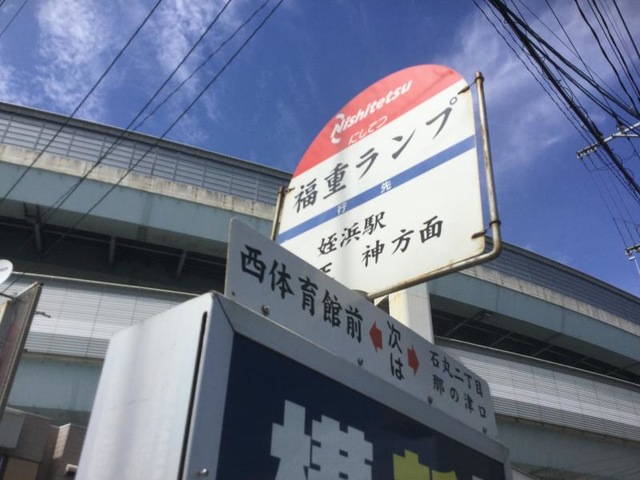 Nishitetsu
にしてつ
福重ランプ
行先
姪浜駅
神方面
西体育館前
次は
石丸二丁目
那の津口
横